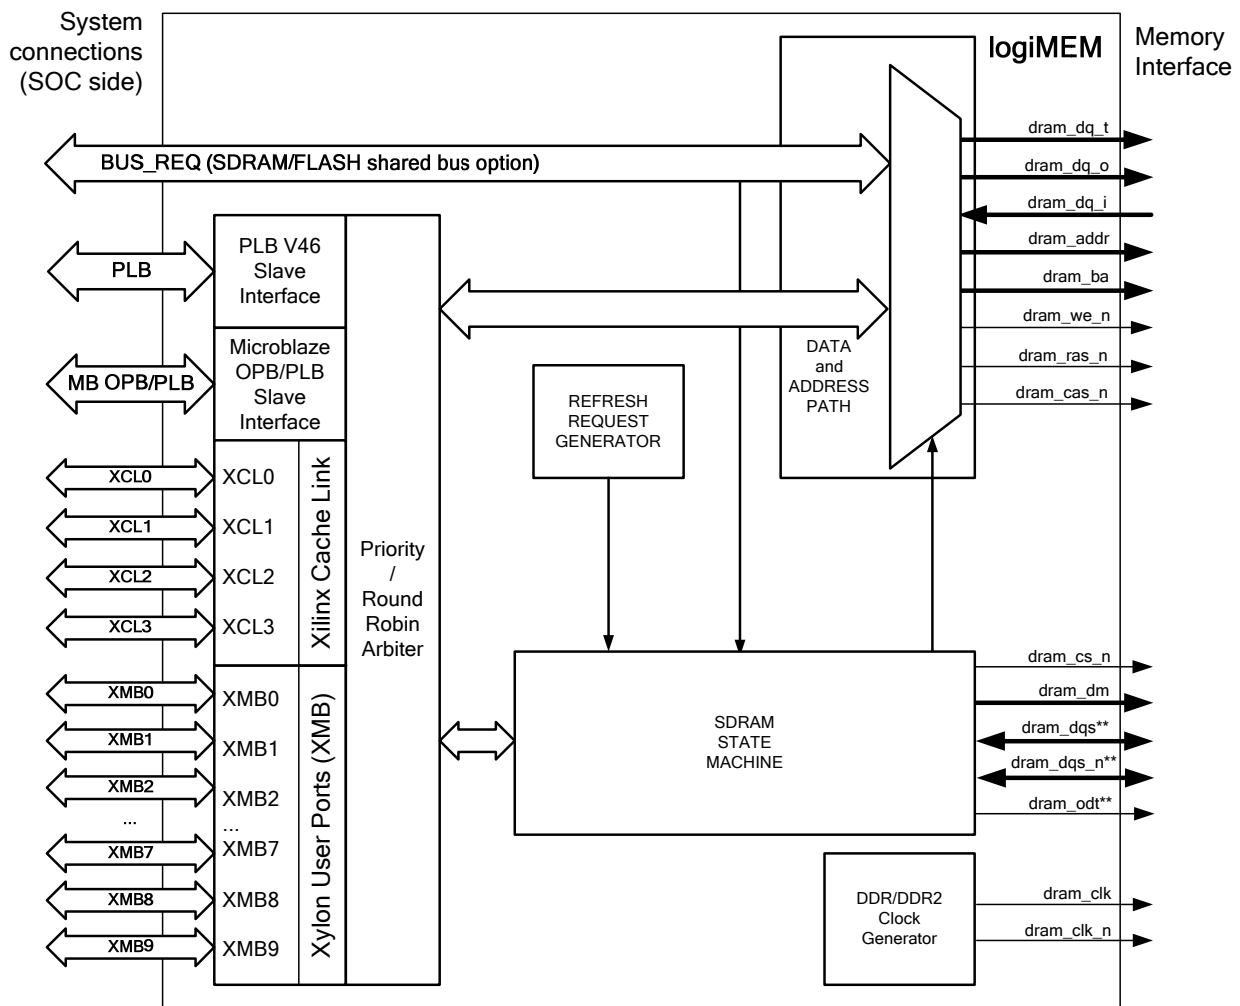 System
connections
(SOC side)
logiMEM
Memory
Interface
BUS_REQ (SDRAM/FLASH shared bus option)
PLB
MB OPB/PLB
XCL0
XCL1
XCL2
XCL3
XMB0
XMB1
XMB2
...
XMB7
XMB8
XMB9
PLB V46
Slave
Interface
Microblaze
OPB/PLB
Slave
Interface
XCL0
XCL1
XCL2
XCL3
Xilinx Cache Link
XMB0
XMB1
XMB2
...
XMB7
XMB8
XMB9
Xylon User Ports (XMB)
Priority
/
Round
Robin
Arbiter
REFRESH
REQUEST
GENERATOR
DATA
and
ADDRESS
PATH
SDRAM
STATE
MACHINE
DDR/DDR2
Clock
Generator
dram_dq_t
dram_dq_o
dram_dq_i
dram_addr
dram_ba
dram_we_n
dram_ras_n
dram_cas_n
dram_cs_n
dram_dm
dram_dqs**
dram_dqs_n**
dram_odt**
dram_clk
dram_clk_n